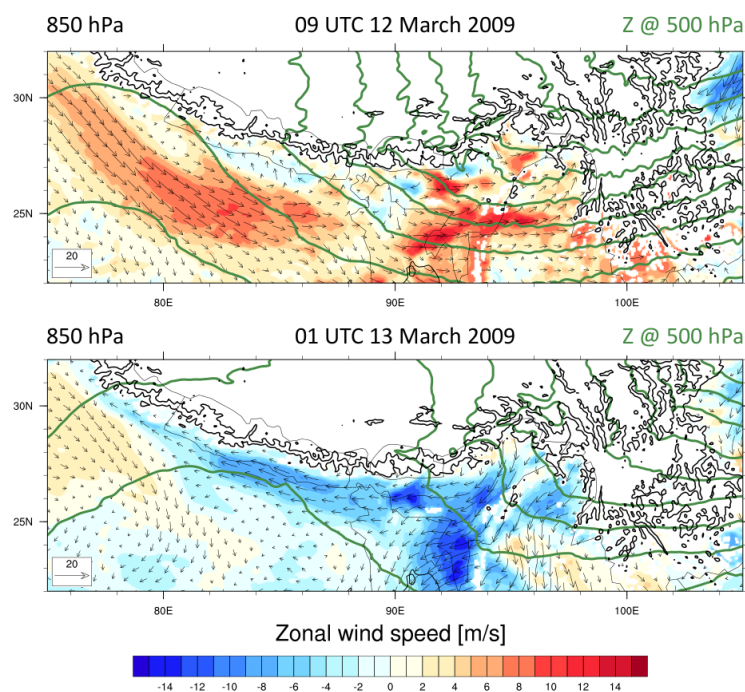 850 hPa 09 UTC 12 March 2009 Z @ 500 hPa
30N
25N
20
80E 90E 100E
850 hPa 01 UTC 13 March 2009 Z @ 500 hPa
30N
25N
20
80E 90E 100E
Zonal wind speed [m/s]
-14 -12 -10 -8 -6 -4 -2 0 2 4 6 8 10 12 14